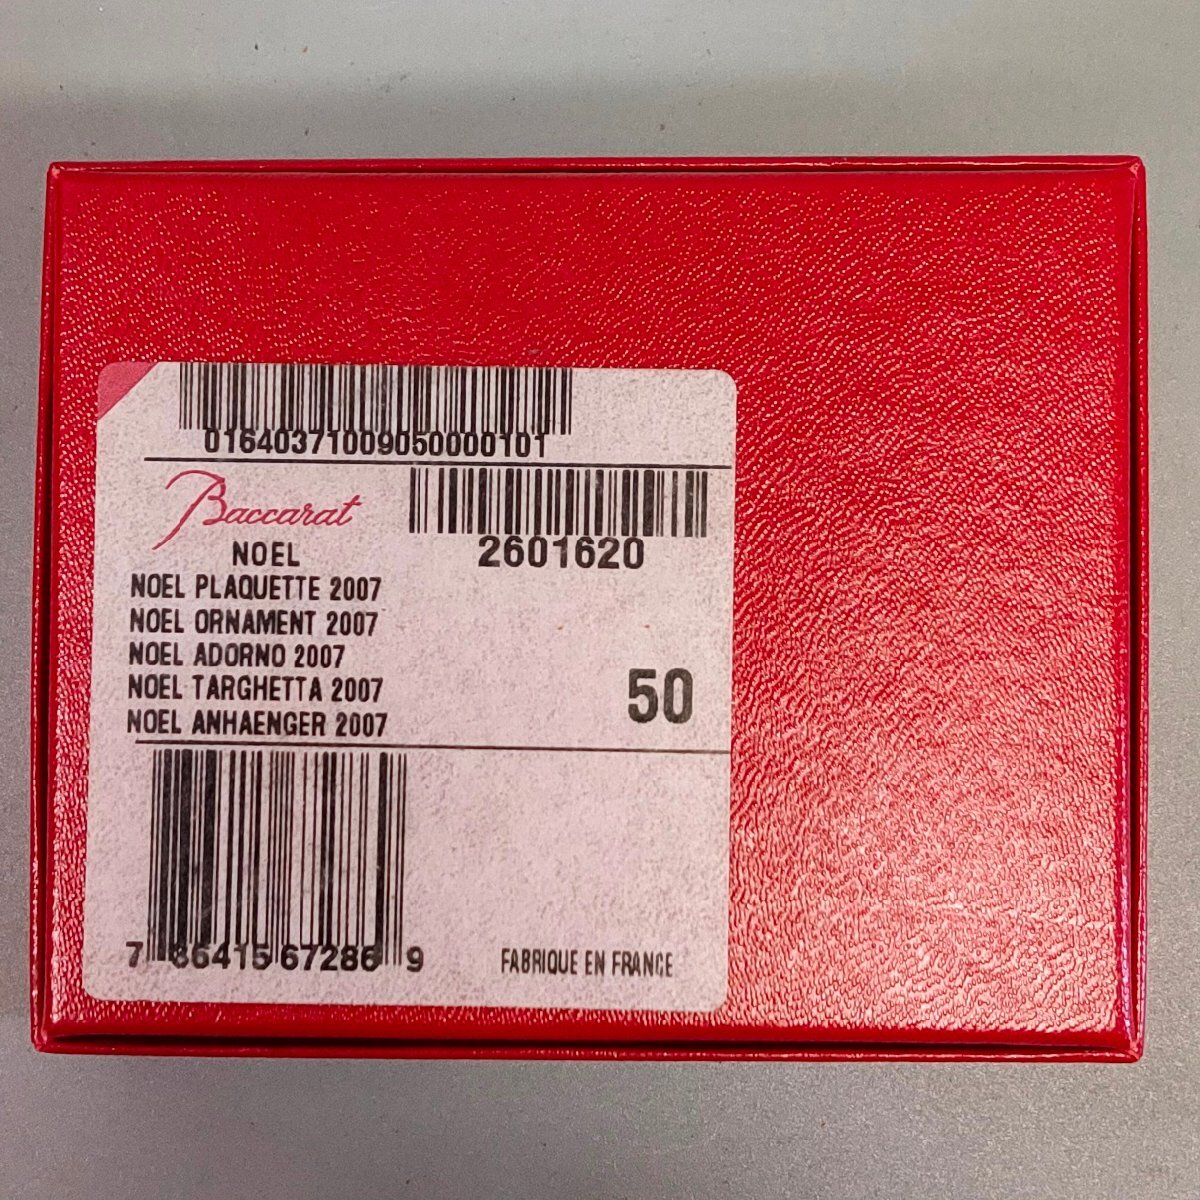 01640371009050000101
Baccarat
2601620
NOEL
NOEL PLAQUETTE 2007
NOEL ORNAMENT 2007
NOEL ADORNO 2007
NOEL TARGHETTA 2007
NOEL ANHAENGER 2007
50
7 86415 67286 9
FABRIQUE EN FRANCE